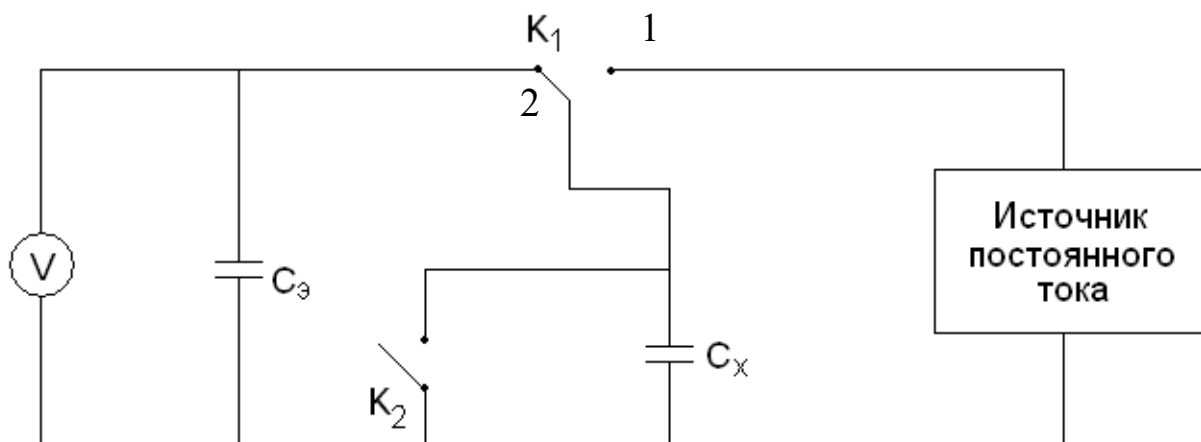 K₁
1
2
V
Cэ
K₂
Cₓ
Источник
постоянного
тока